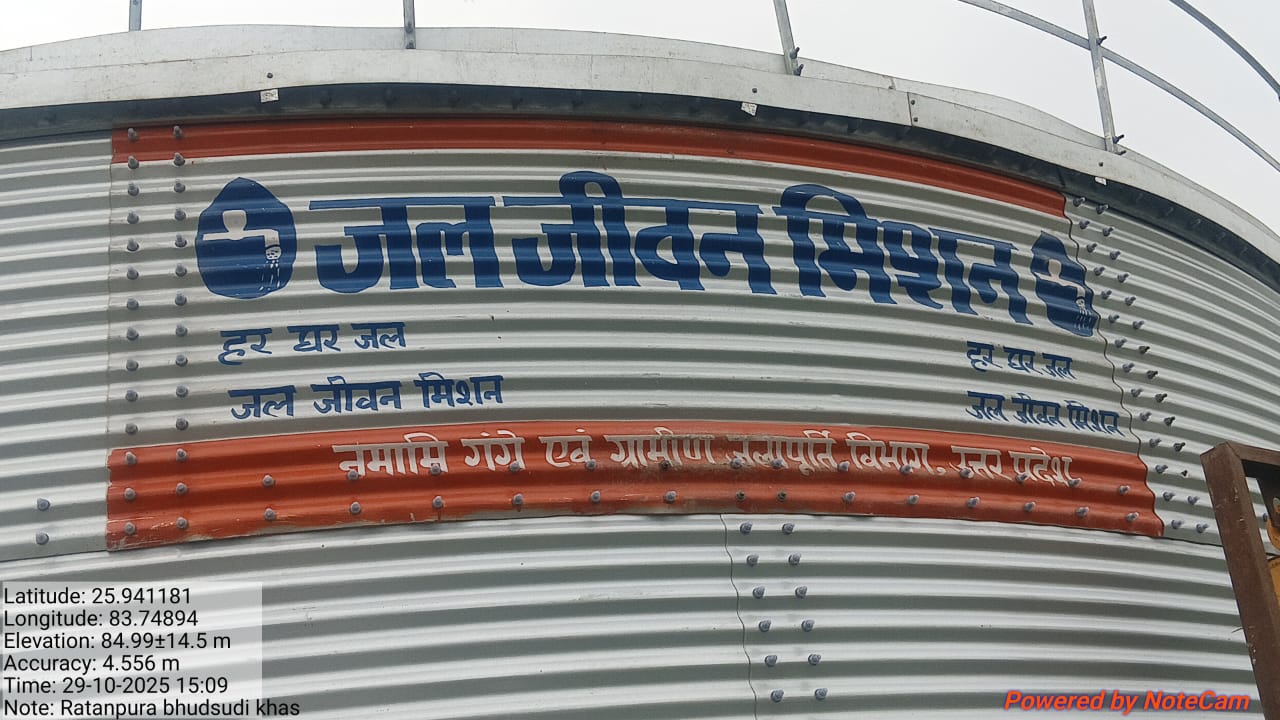 जल जीवन मिशन
हर घर जल
जल जीवन मिशन
हर घर जल
जल जीवन मिशन
नमामि गंगे एवं ग्रामीण जलापूर्ति विभाग, उत्तर प्रदेश
Latitude: 25.941181
Longitude: 83.74894
Elevation: 84.99±14.5 m
Accuracy: 4.556 m
Time: 29-10-2025 15:09
Note: Ratanpura bhudsudi khas
Powered by NoteCam